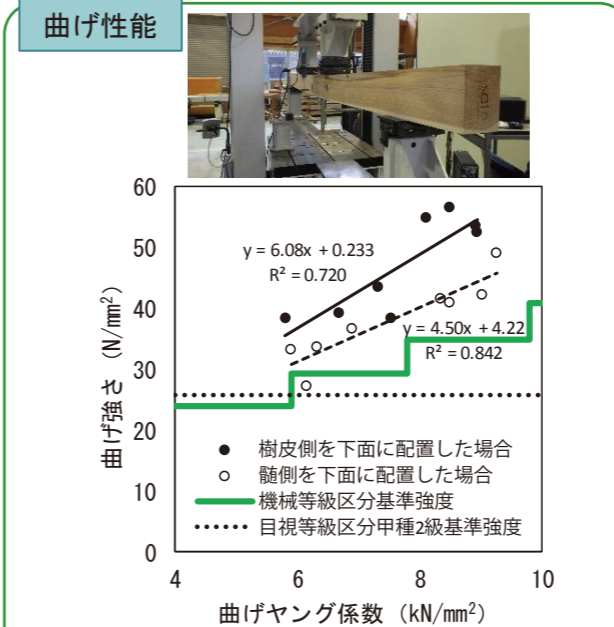 曲げ性能
60
50
40
30
20
10
0
曲げ強さ (N/mm²)
y = 6.08x + 0.233
R² = 0.720
y = 4.50x + 4.22
R² = 0.842
樹皮側を下面に配置した場合
髄側を下面に配置した場合
機械等級区分基準強度
目視等級区分甲種2級基準強度
4 6 8 10
曲げヤング係数 (kN/mm²)